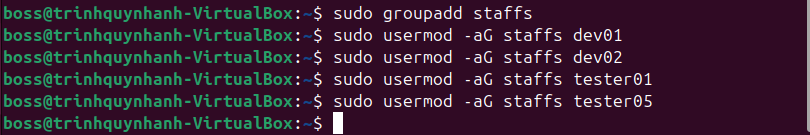 boss@trinhquynhanh-VirtualBox:~$ sudo groupadd staffs
boss@trinhquynhanh-VirtualBox:~$ sudo usermod -aG staffs dev01
boss@trinhquynhanh-VirtualBox:~$ sudo usermod -aG staffs dev02
boss@trinhquynhanh-VirtualBox:~$ sudo usermod -aG staffs tester01
boss@trinhquynhanh-VirtualBox:~$ sudo usermod -aG staffs tester05
boss@trinhquynhanh-VirtualBox:~$